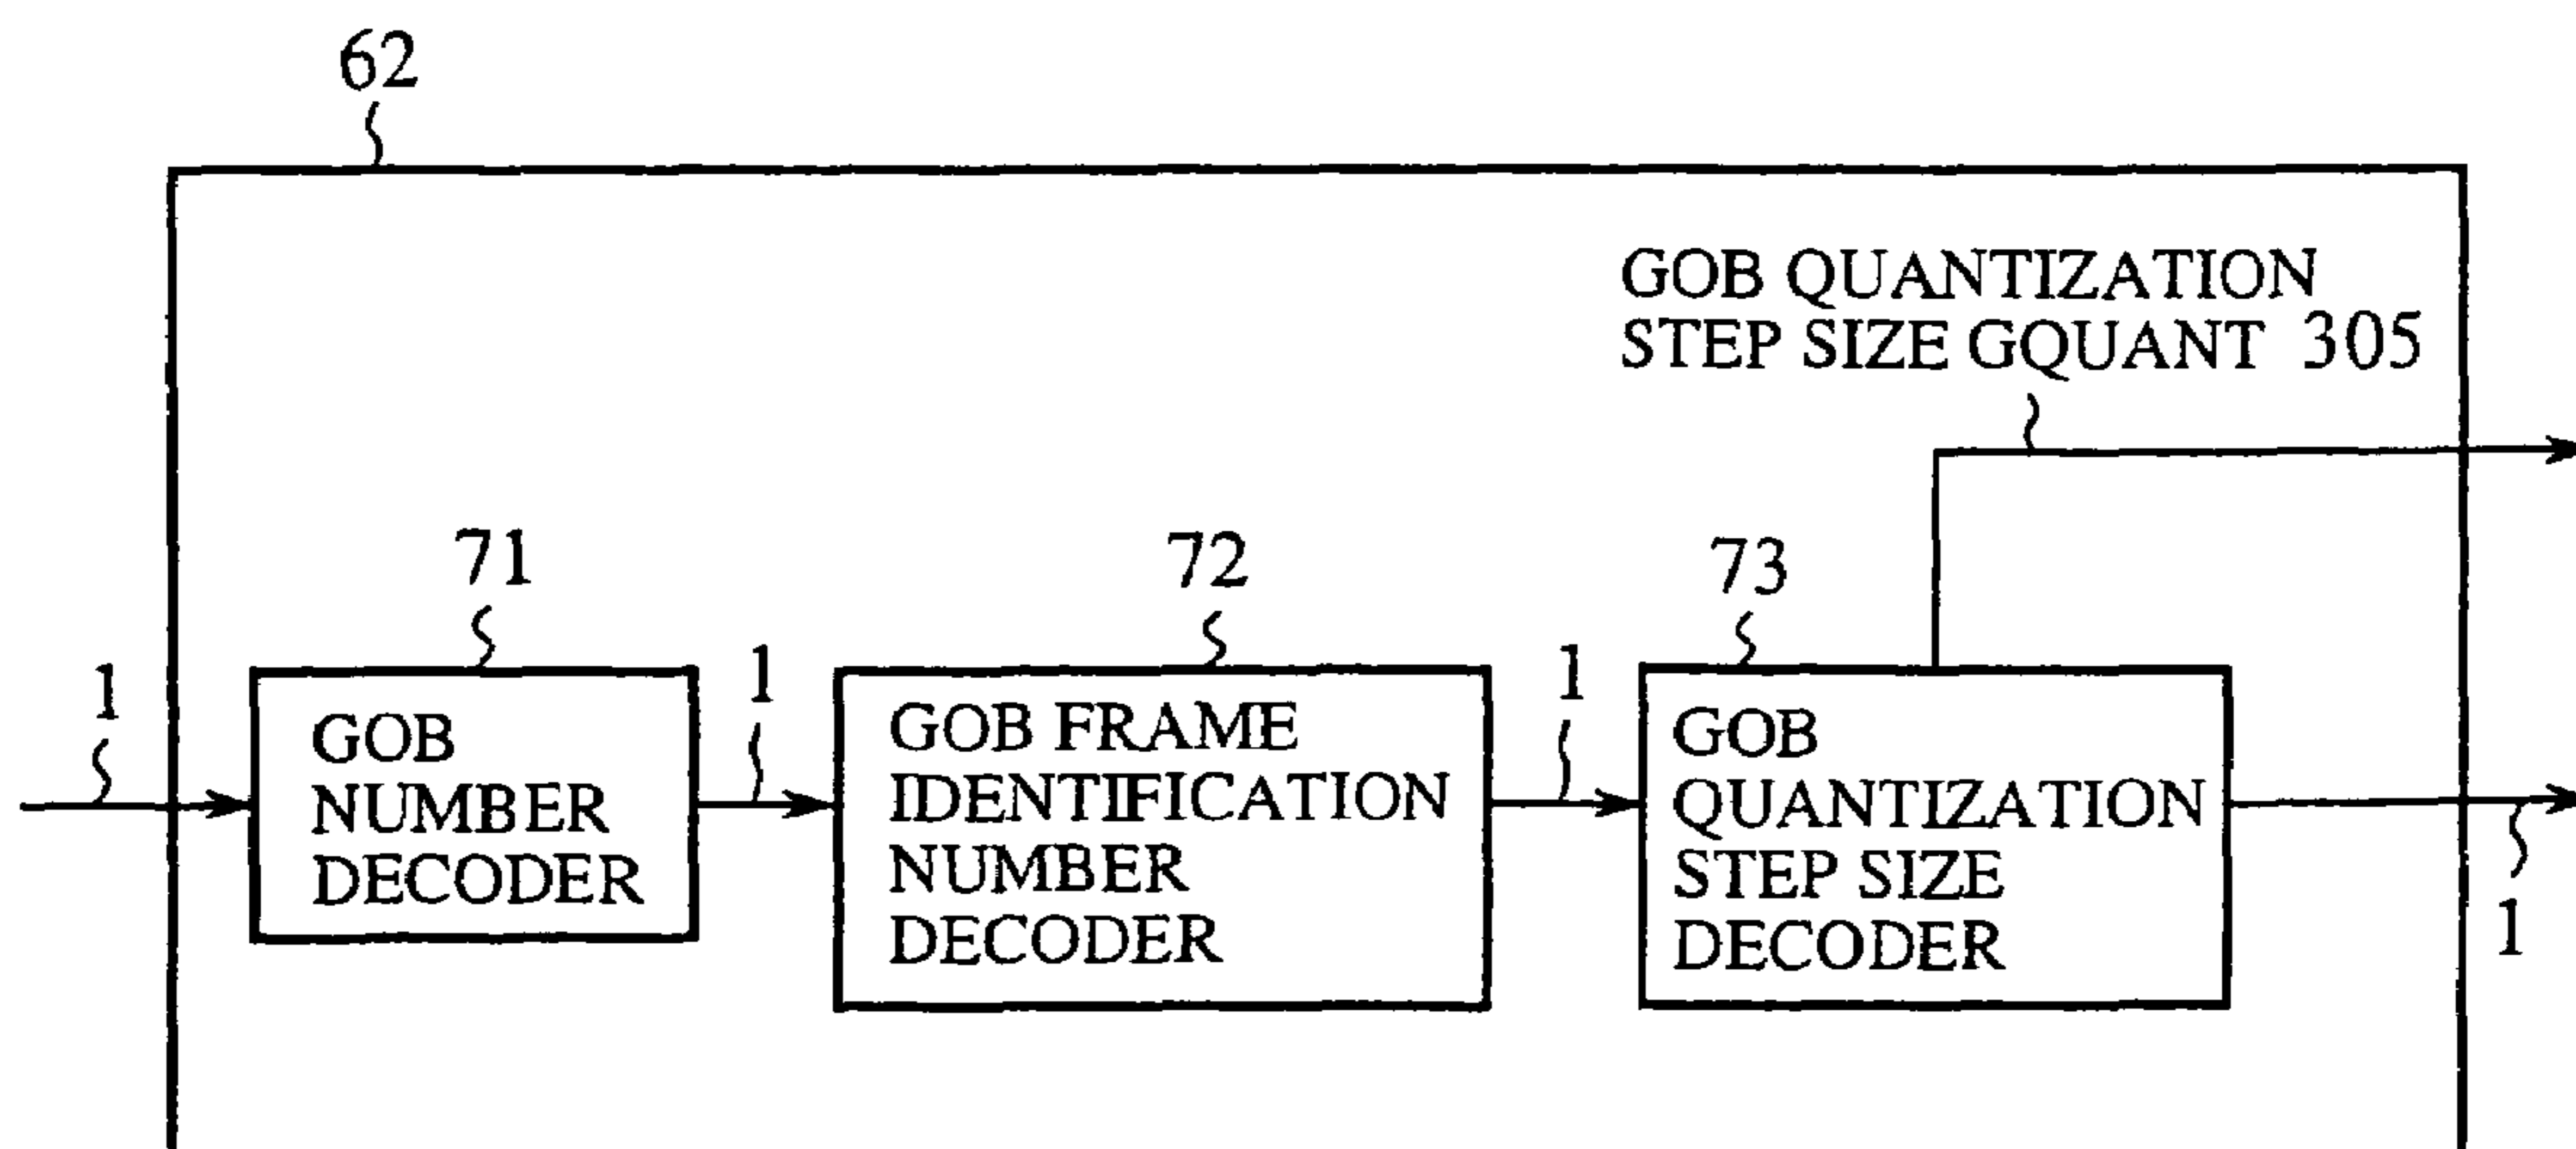 62
GOB QUANTIZATION
STEP SIZE GQUANT 305
71
72
73
1
1
1
GOB
NUMBER
DECODER
GOB FRAME
IDENTIFICATION
NUMBER
DECODER
GOB
QUANTIZATION
STEP SIZE
DECODER
1